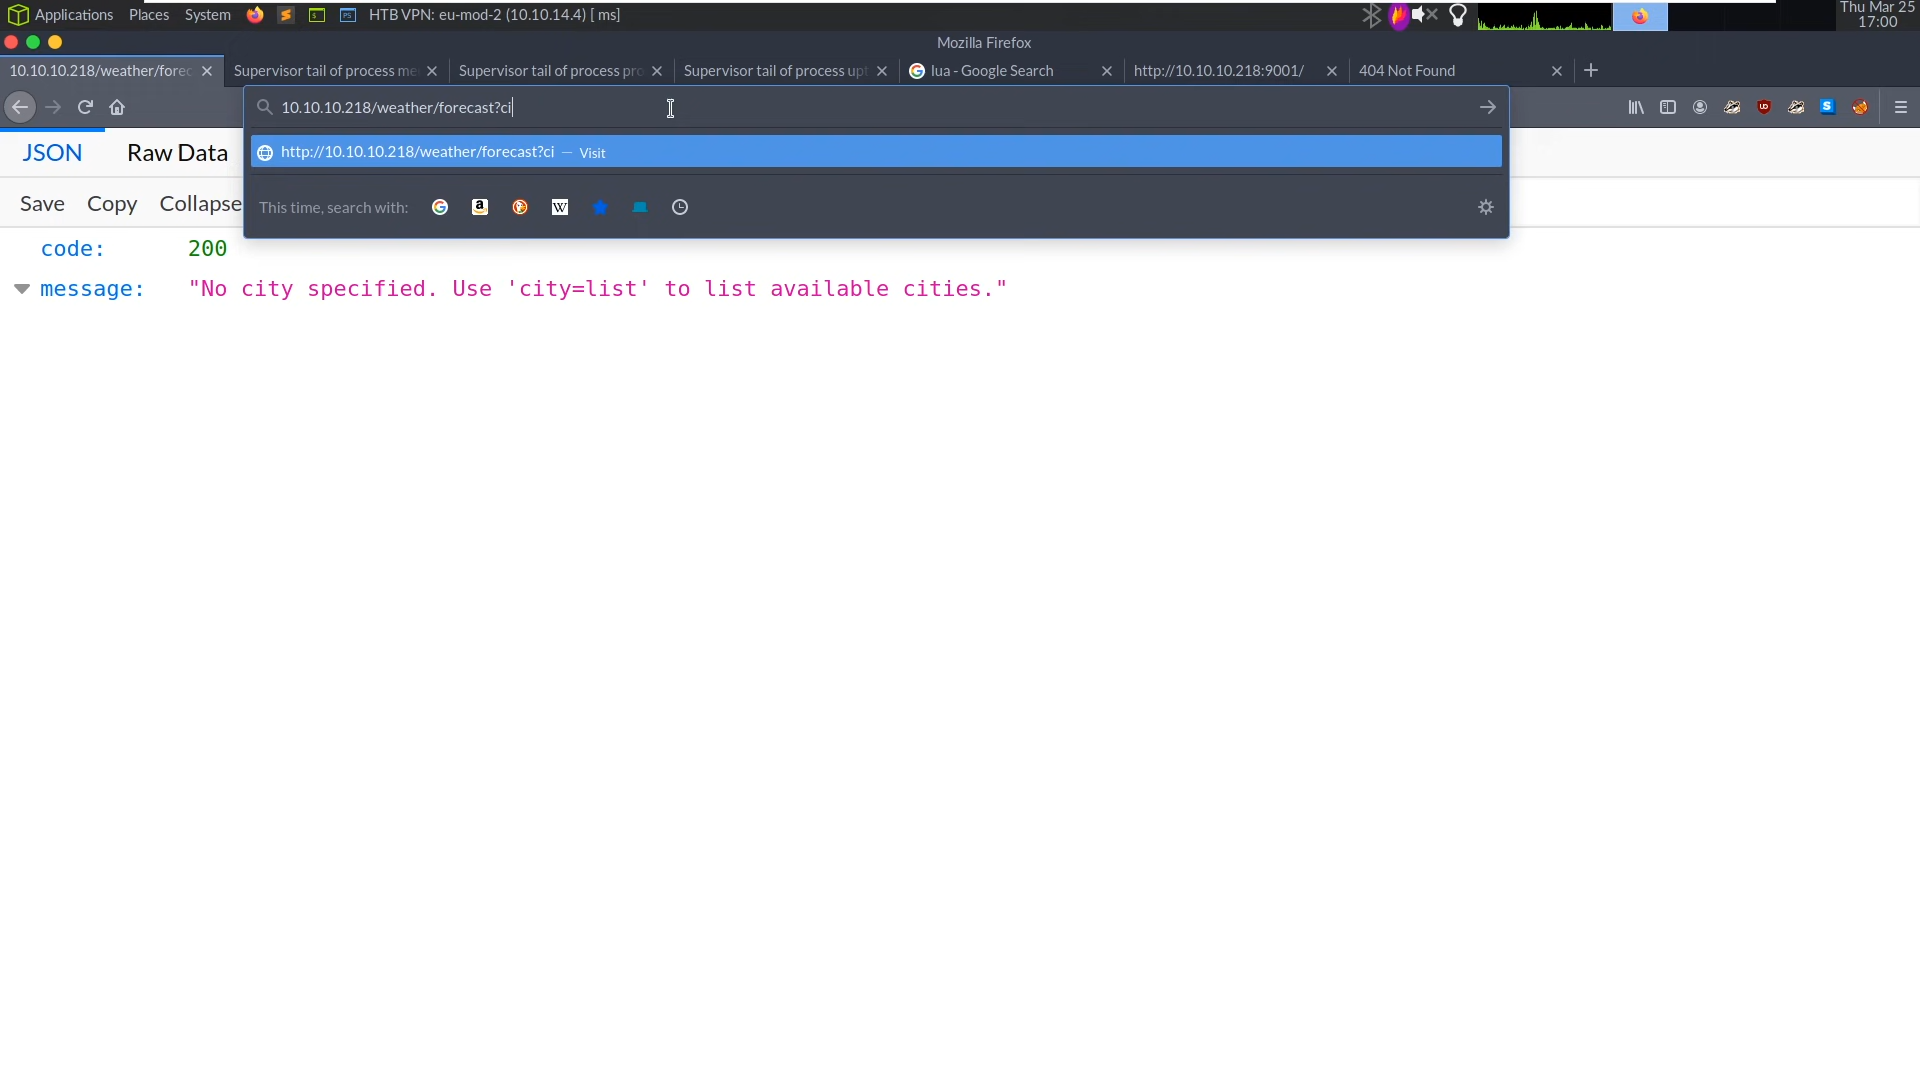 Applications Places System HTB VPN: eu-mod-2 (10.10.14.4) [ ms] Thu Mar 25
17:00
Mozilla Firefox
10.10.10.218/weather/forec Supervisor tail of process me Supervisor tail of process pro Supervisor tail of process upt lua - Google Search http://10.10.10.218:9001/ 404 Not Found
10.10.10.218/weather/forecast?ci
http://10.10.10.218/weather/forecast?ci — Visit
JSON Raw Data
This time, search with:
Save Copy Collapse
code: 200
message: "No city specified. Use 'city=list' to list available cities."